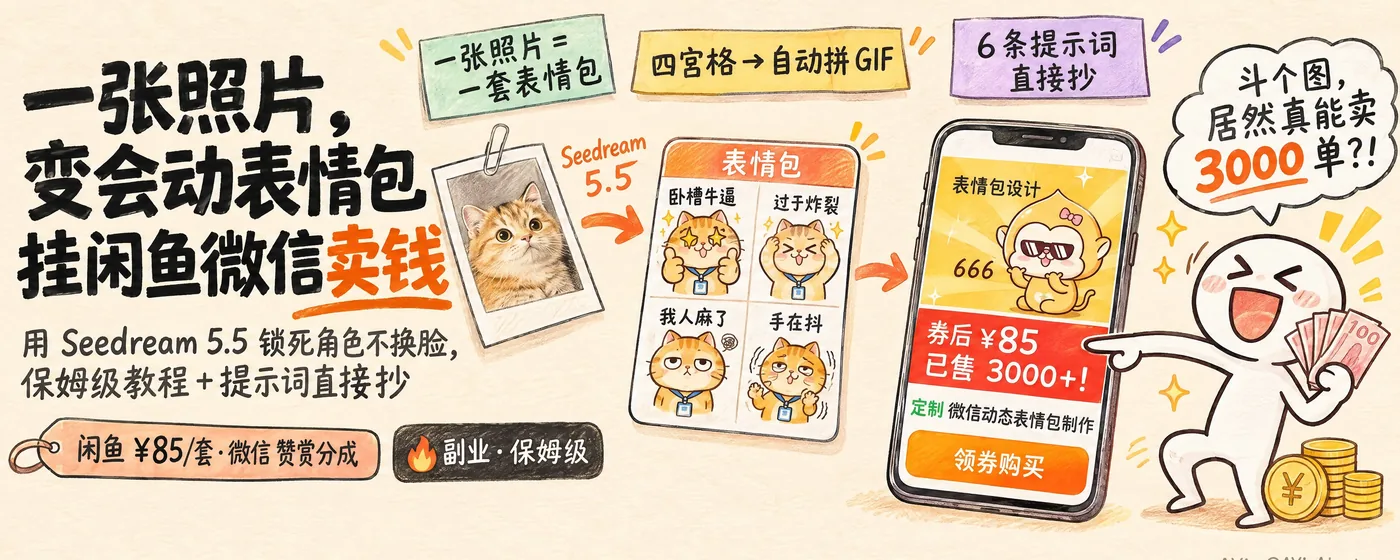 一张照片，
变会动表情包
挂闲鱼微信卖钱
用 Seedream 5.5 锁死角色不换脸，
保姆级教程＋提示词直接抄
闲鱼 ¥85/套·微信 赞赏分成
副业·保姆级
一张照片＝
一套表情包
四宫格→自动拼 GIF
6 条提示词
直接抄
Seedream
5.5
表情包
卧槽牛逼
过于炸裂
我人麻了
手在抖
表情包设计
666
券后 ¥85
已售 3000+!
定制 微信动态表情包制作
领券购买
斗个图，
居然真能卖
3000 单?!
100
¥